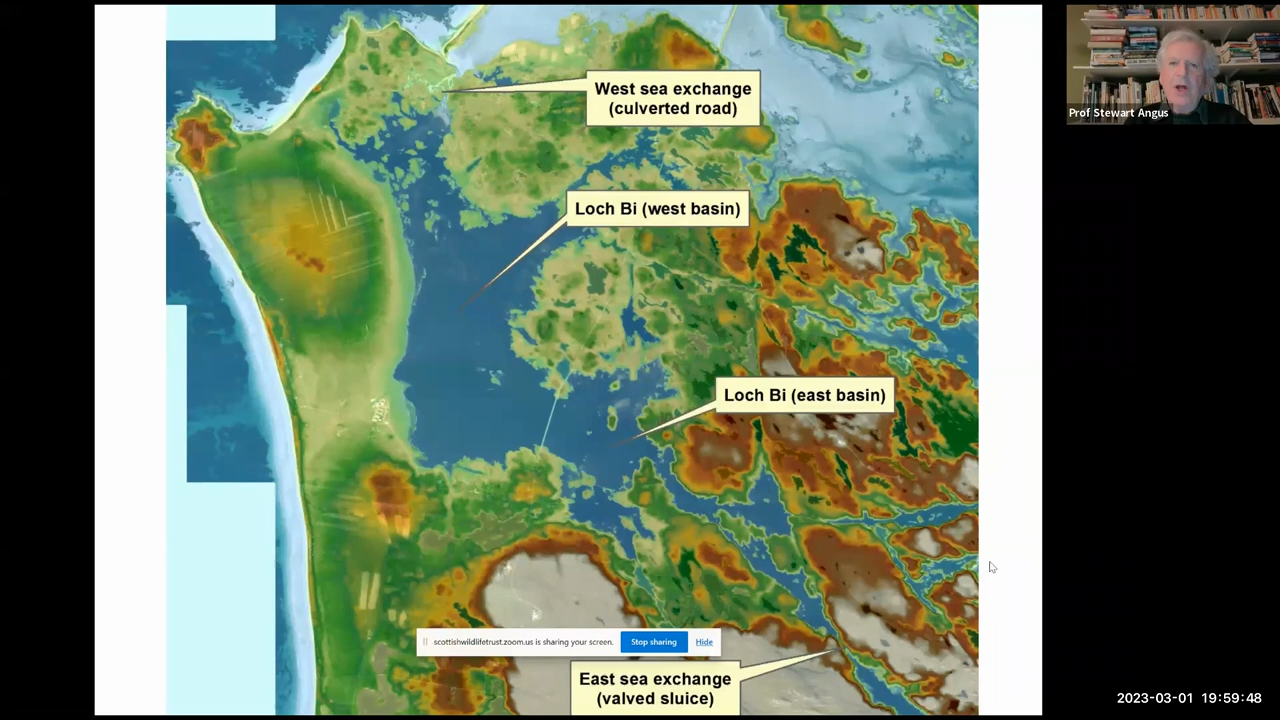 West sea exchange
(culverted road)
Prof Stewart Angus
Loch Bi (west basin)
Loch Bi (east basin)
scottishwildlifetrust.zoom.us is sharing your screen.
Stop sharing
Hide
East sea exchange
(valved sluice)
2023-03-01 19:59:48